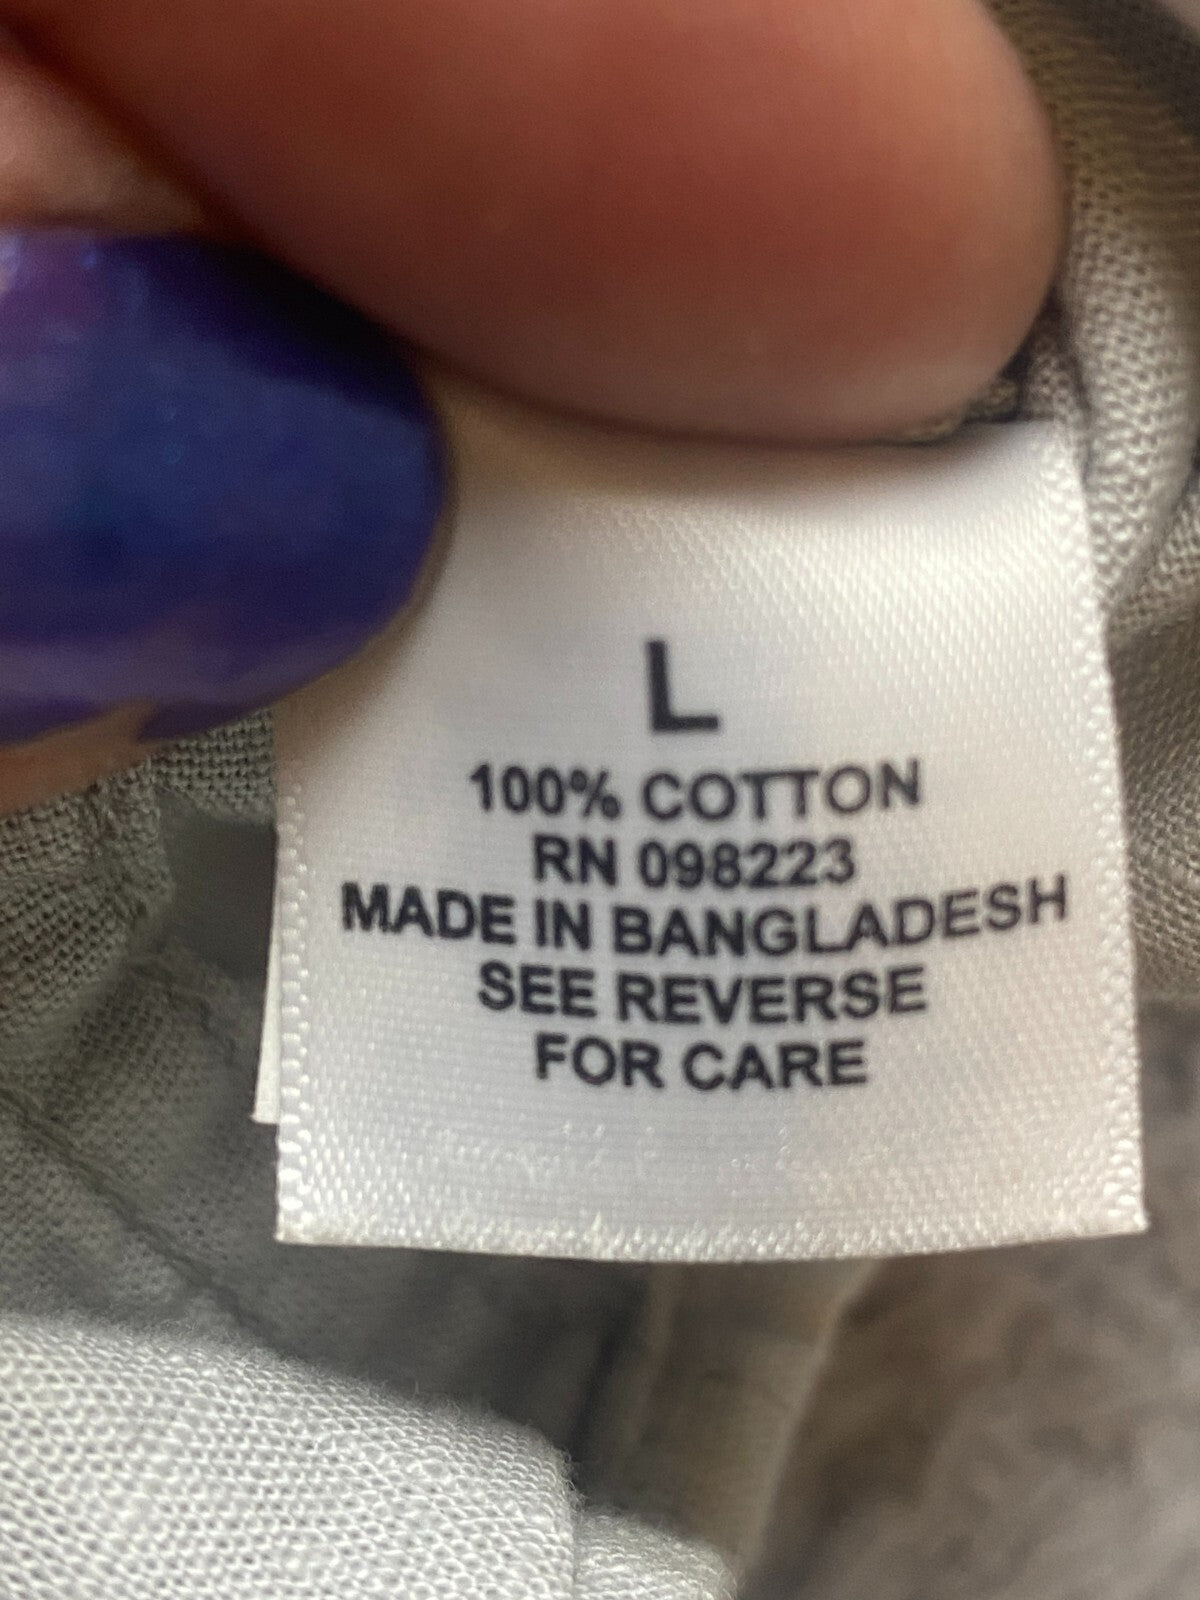 L
100% COTTON
RN 098223
MADE IN BANGLADESH
SEE REVERSE
FOR CARE